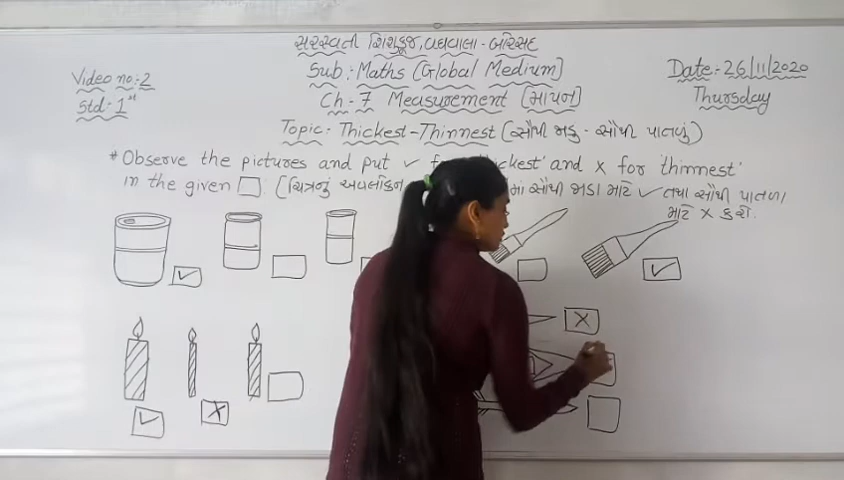 સરસ્વતી શિશુકુંજ, વઘવાલા - બોરસદ
Video no:-2
Sub:- Maths (Global Medium)
Date:- 26/11/2020
Std:- 1st
Ch-7 Measurement (માપન)
Thursday
Topic:- Thickest-Thinnest (સૌથી જાડુ - સૌથી પાતળું)
* Observe the pictures and put ✓ thickest' and x for 'thinnest'
in the given □. [ચિત્રનું માં સૌથી જાડા માટે ✓ તથા સૌથી પાતળા
માટે x કરો.